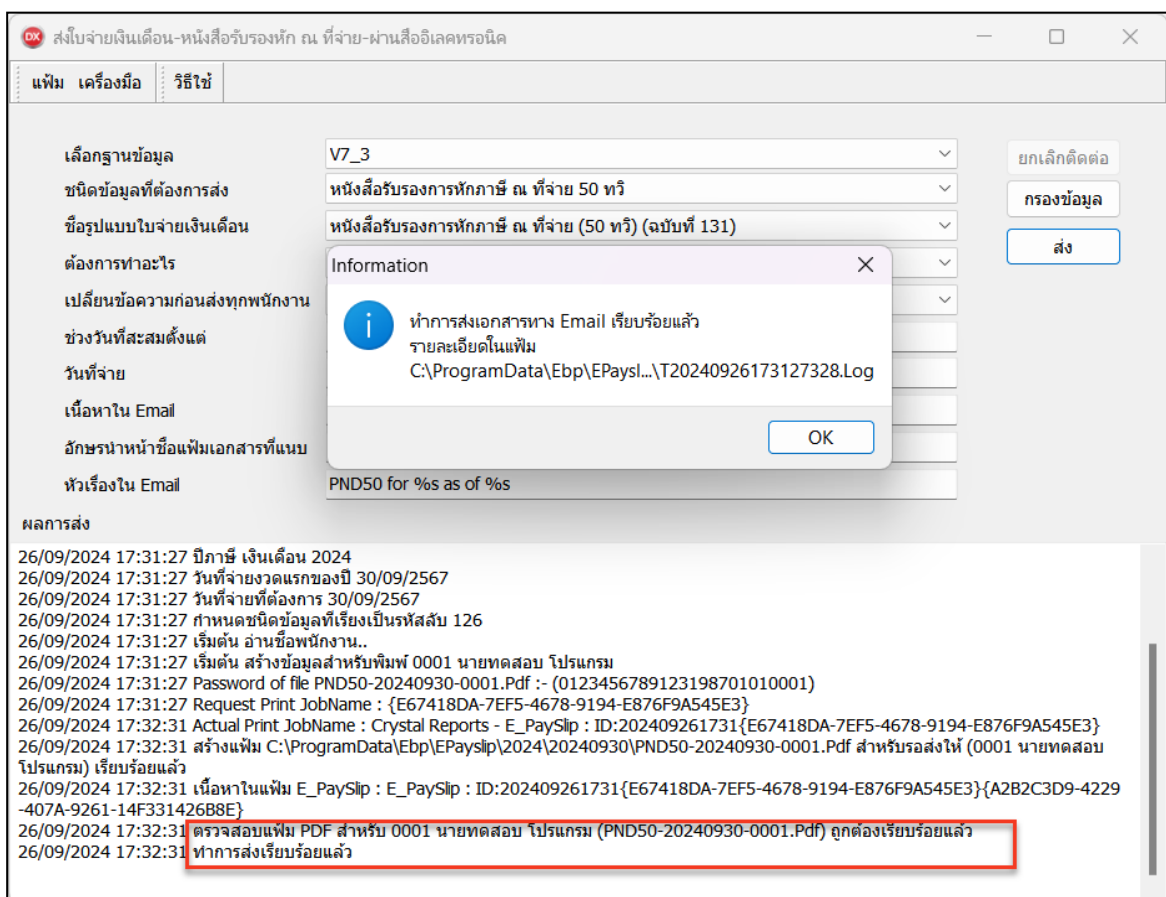 DX ส่งใบจ่ายเงินเดือน-หนังสือรับรองหัก ณ ที่จ่าย-ผ่านสื่ออิเลคทรอนิค
แฟ้ม เครื่องมือ วิธีใช้
เลือกฐานข้อมูล V7_3 ยกเลิกติดต่อ
ชนิดข้อมูลที่ต้องการส่ง หนังสือรับรองการหักภาษี ณ ที่จ่าย 50 ทวิ กรองข้อมูล
ชื่อรูปแบบใบจ่ายเงินเดือน หนังสือรับรองการหักภาษี ณ ที่จ่าย (50 ทวิ) (ฉบับที่ 131)
ส่ง
ต้องการทำอะไร
เปลี่ยนข้อความก่อนส่งทุกพนักงาน
ช่วงวันที่สะสมตั้งแต่
วันที่จ่าย
เนื้อหาใน Email
อักษรนำหน้าชื่อแฟ้มเอกสารที่แนบ
หัวเรื่องใน Email PND50 for %s as of %s
Information
ทำการส่งเอกสารทาง Email เรียบร้อยแล้ว
รายละเอียดในแฟ้ม
C:\ProgramData\Ebp\EPaysl...\T20240926173127328.Log
OK
ผลการส่ง
26/09/2024 17:31:27 ปีภาษี เงินเดือน 2024
26/09/2024 17:31:27 วันที่จ่ายงวดแรกของปี 30/09/2567
26/09/2024 17:31:27 วันที่จ่ายที่ต้องการ 30/09/2567
26/09/2024 17:31:27 กำหนดชนิดข้อมูลที่เรียงเป็นรหัสลับ 126
26/09/2024 17:31:27 เริ่มต้น อ่านชื่อพนักงาน..
26/09/2024 17:31:27 เริ่มต้น สร้างข้อมูลสำหรับพิมพ์ 0001 นายทดสอบ โปรแกรม
26/09/2024 17:31:27 Password of file PND50-20240930-0001.Pdf :- (0123456789123198701010001)
26/09/2024 17:31:27 Request Print JobName : {E67418DA-7EF5-4678-9194-E876F9A545E3}
26/09/2024 17:32:31 Actual Print JobName : Crystal Reports - E_PaySlip : ID:202409261731{E67418DA-7EF5-4678-9194-E876F9A545E3}
26/09/2024 17:32:31 สร้างแฟ้ม C:\ProgramData\Ebp\EPayslip\2024\20240930\PND50-20240930-0001.Pdf สำหรับรอส่งให้ (0001 นายทดสอบ
โปรแกรม) เรียบร้อยแล้ว
26/09/2024 17:32:31 เนื้อหาในแฟ้ม E_PaySlip : E_PaySlip : ID:202409261731{E67418DA-7EF5-4678-9194-E876F9A545E3}{A2B2C3D9-4229
-407A-9261-14F331426B8E}
26/09/2024 17:32:31 ตรวจสอบแฟ้ม PDF สำหรับ 0001 นายทดสอบ โปรแกรม (PND50-20240930-0001.Pdf) ถูกต้องเรียบร้อยแล้ว
26/09/2024 17:32:31 ทำการส่งเรียบร้อยแล้ว